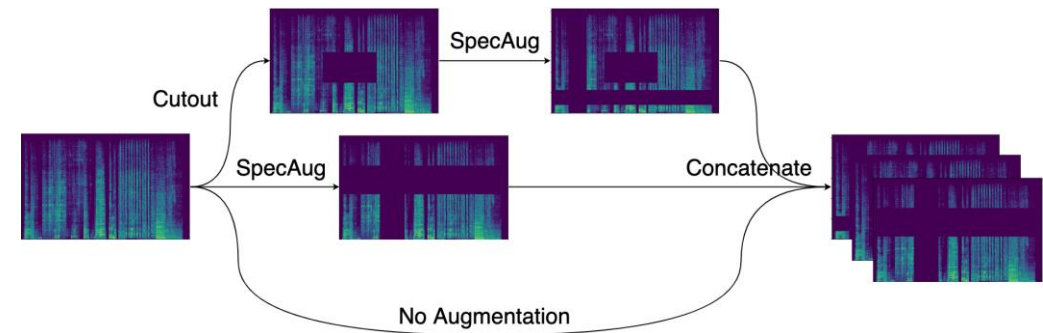 SpecAug
Cutout
SpecAug
Concatenate
No Augmentation